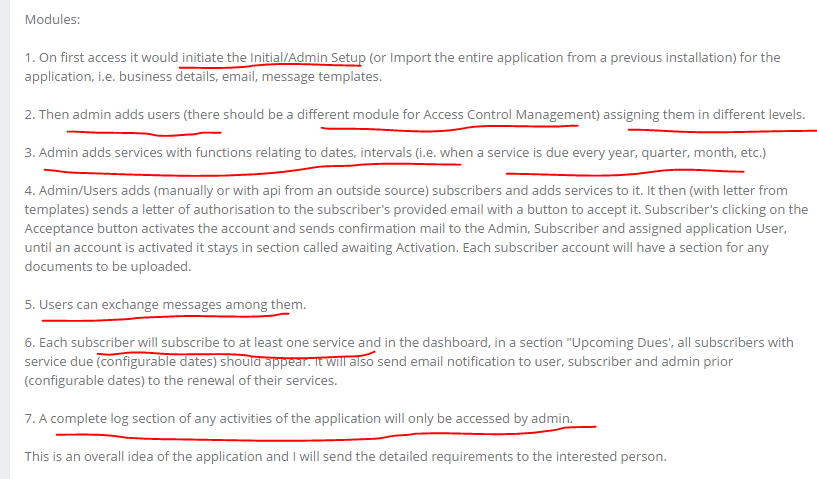 Modules:
1. On first access it would initiate the Initial/Admin Setup (or Import the entire application from a previous installation) for the
application, i.e. business details, email, message templates.
2. Then admin adds users (there should be a different module for Access Control Management) assigning them in different levels.
3. Admin adds services with functions relating to dates, intervals (i.e. when a service is due every year, quarter, month, etc.)
4. Admin/Users adds (manually or with api from an outside source) subscribers and adds services to it. It then (with letter from
templates) sends a letter of authorisation to the subscriber's provided email with a button to accept it. Subscriber's clicking on the
Acceptance button activates the account and sends confirmation mail to the Admin, Subscriber and assigned application User,
until an account is activated it stays in section called awaiting Activation. Each subscriber account will have a section for any
documents to be uploaded.
5. Users can exchange messages among them.
6. Each subscriber will subscribe to at least one service and in the dashboard, in a section "Upcoming Dues', all subscribers with
service due (configurable dates) should appear. It will also send email notification to user, subscriber and admin prior
(configurable dates) to the renewal of their services.
7. A complete log section of any activities of the application will only be accessed by admin.
This is an overall idea of the application and I will send the detailed requirements to the interested person.